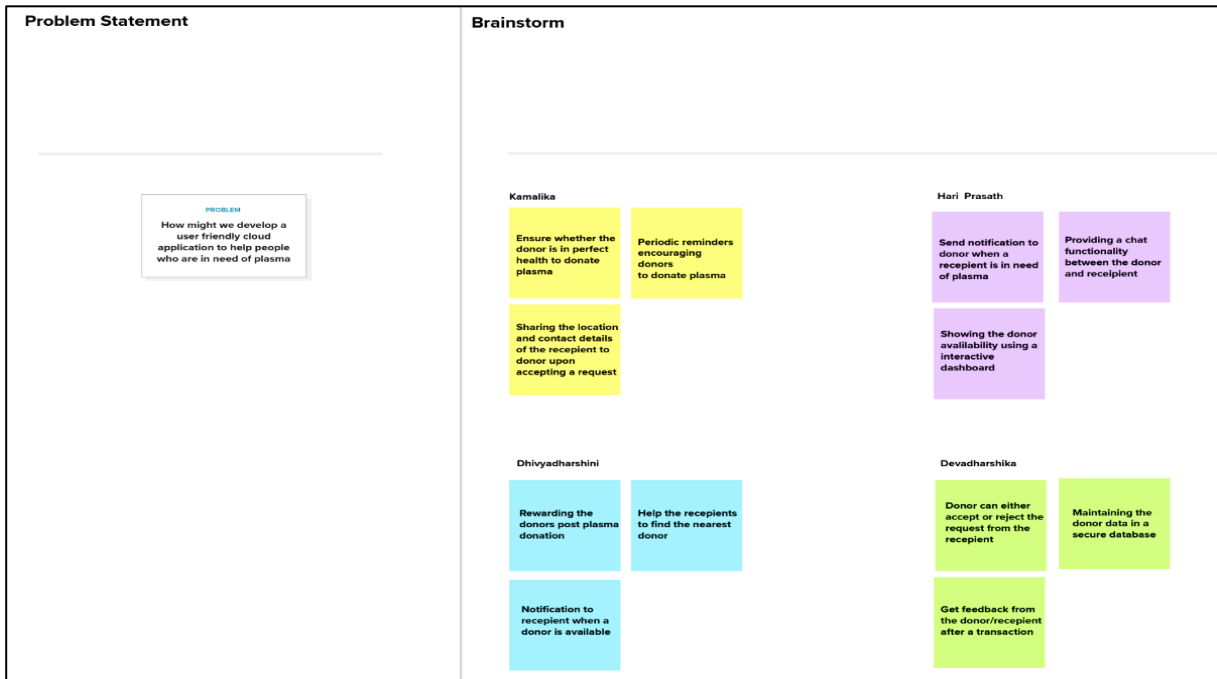 Problem Statement
PROBLEM
How might we develop a
user friendly cloud
application to help people
who are in need of plasma
Brainstorm
Kamalika
Ensure whether the
donor is in perfect
health to donate
plasma
Periodic reminders
encouraging
donors
to donate plasma
Sharing the location
and contact details
of the recepient to
donor upon
accepting a request
Hari Prasath
Send notification to
donor when a
recepient is in need
of plasma
Providing a chat
functionality
between the donor
and receipient
Showing the donor
avalilability using a
interactive
dashboard
Dhivyadharshini
Rewarding the
donors post plasma
donation
Help the recepients
to find the nearest
donor
Notification to
recepient when a
donor is available
Devadharshika
Donor can either
accept or reject the
request from the
recepient
Maintaining the
donor data in a
secure database
Get feedback from
the donor/recepient
after a transaction